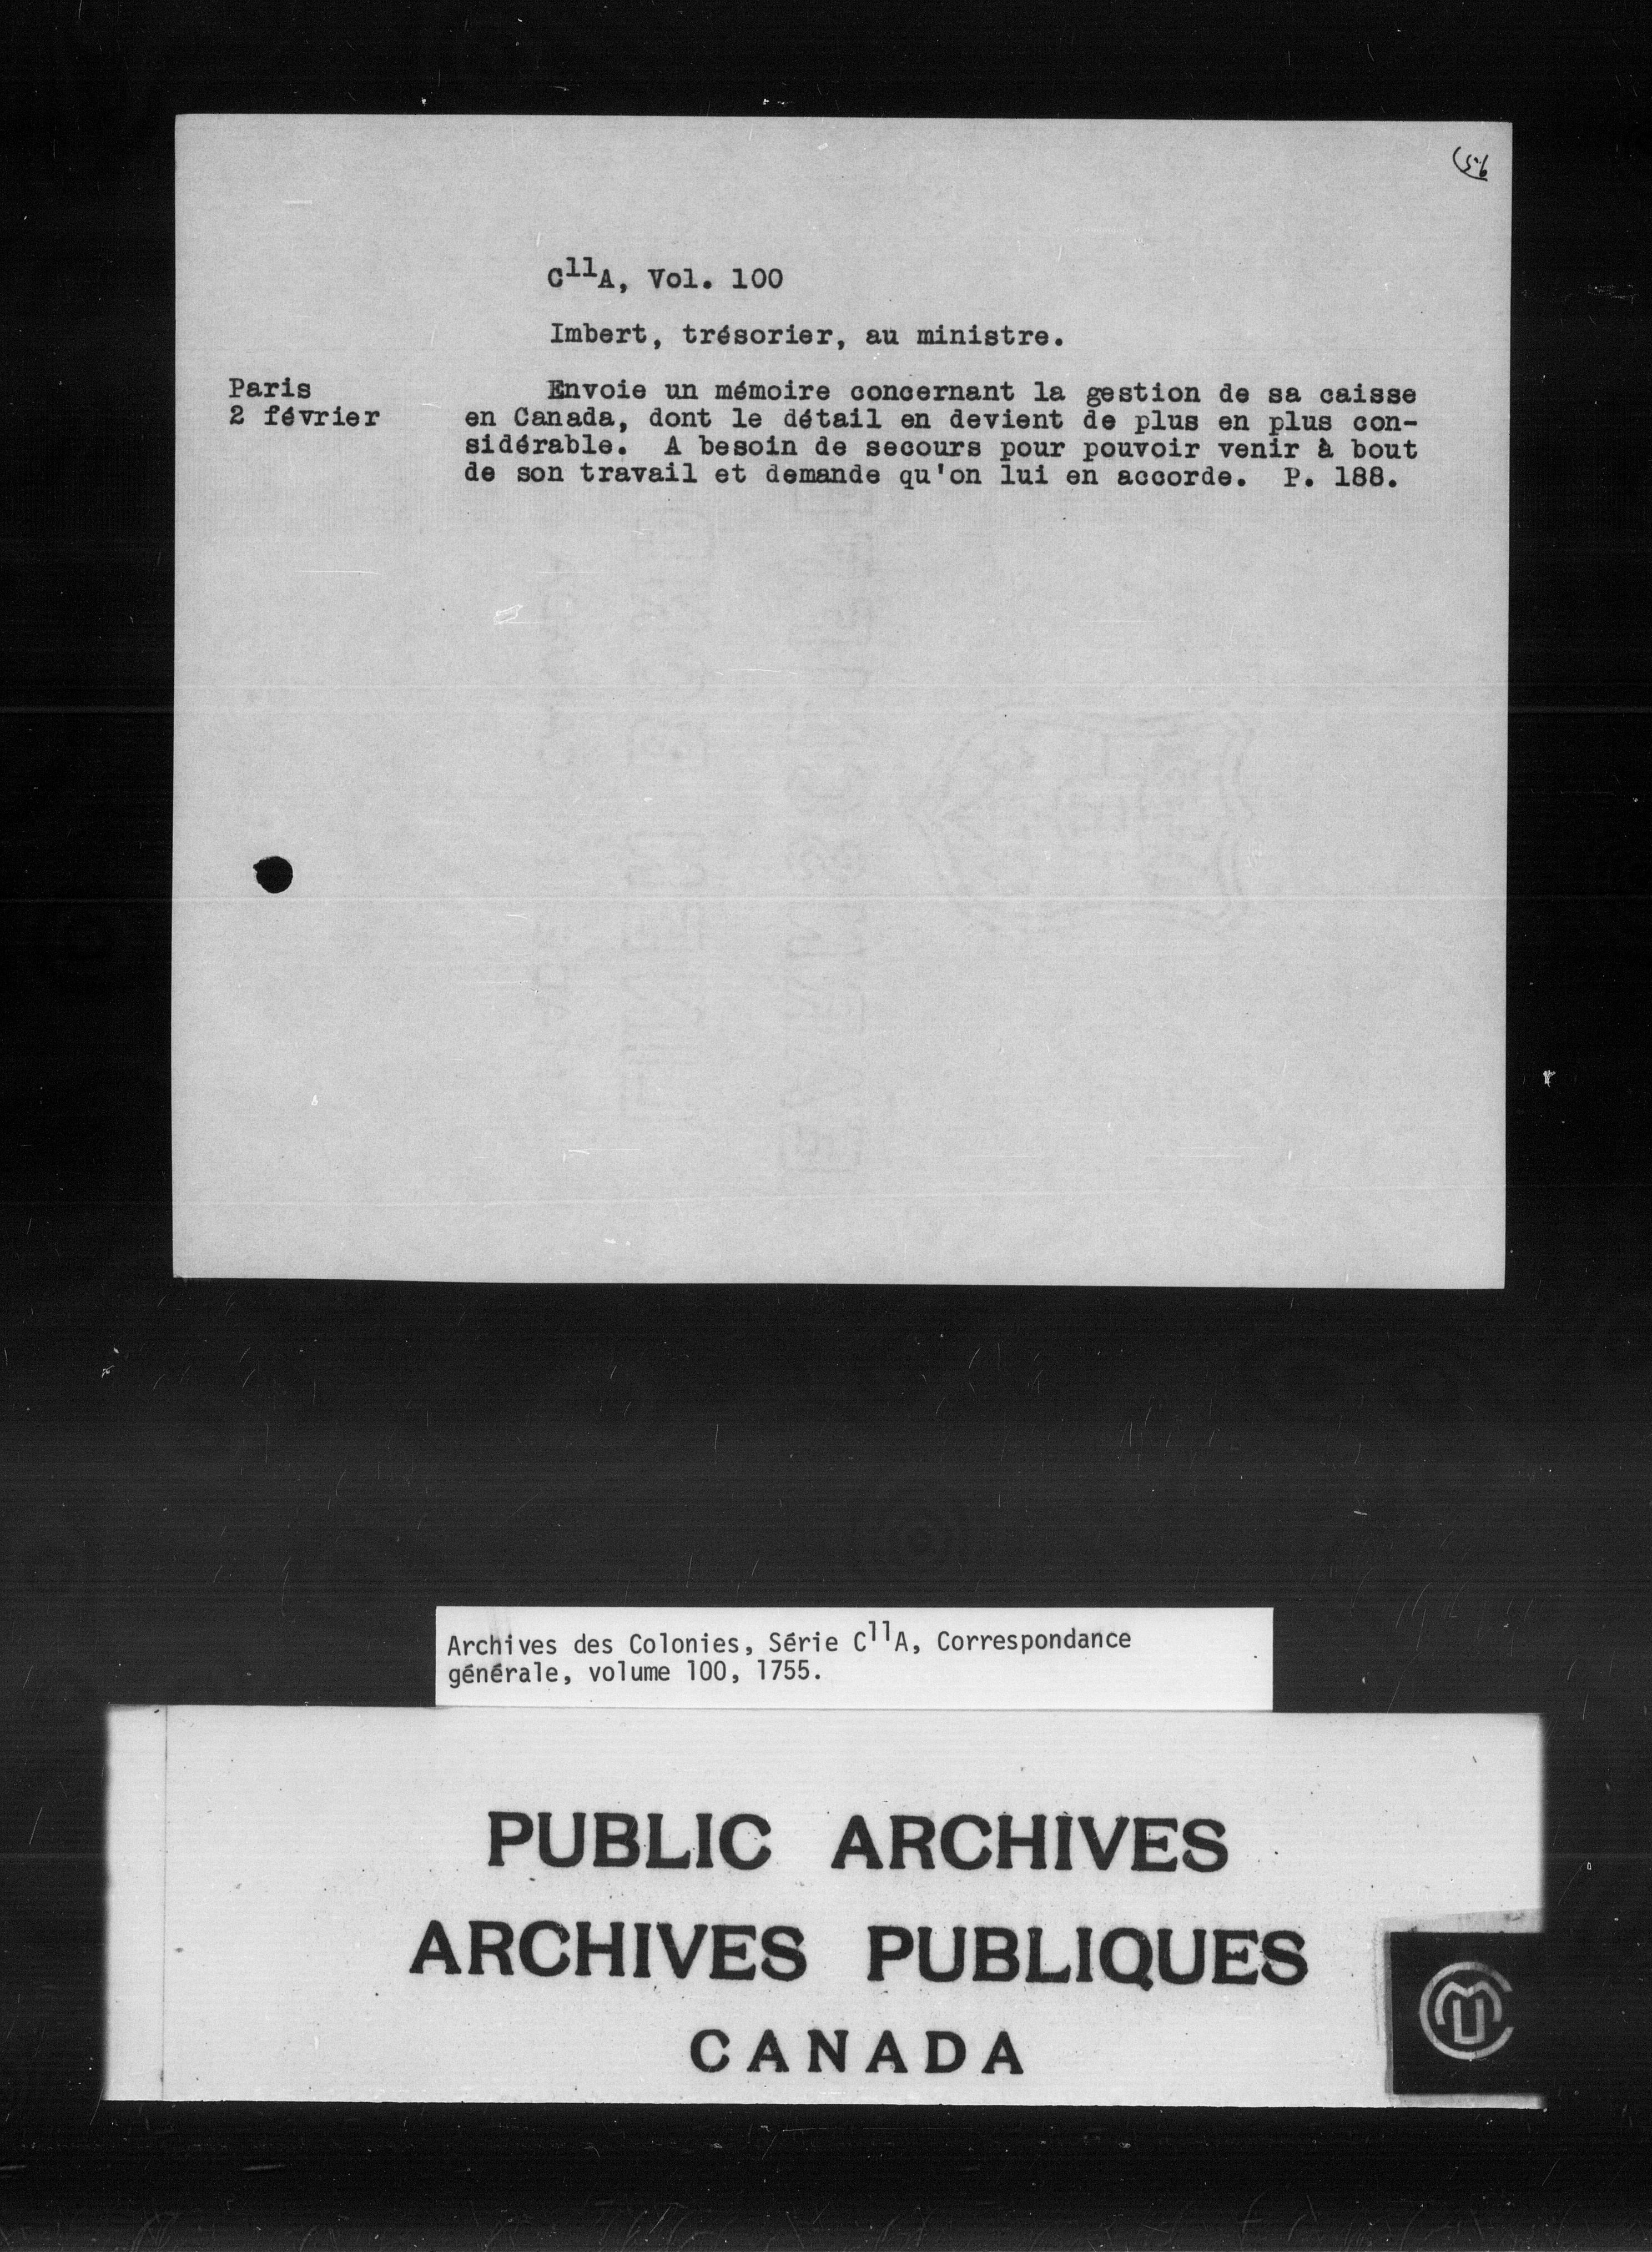 (56
C¹¹A, Vol. 100
Imbert, trésorier, au ministre.
Paris
2 février
Envoie un mémoire concernant la gestion de sa caisse
en Canada, dont le détail en devient de plus en plus con-
sidérable. A besoin de secours pour pouvoir venir à bout
de son travail et demande qu'on lui en accorde. P. 188.
Archives des Colonies, Série C¹¹A, Correspondance
générale, volume 100, 1755.
PUBLIC ARCHIVES
ARCHIVES PUBLIQUES
CANADA